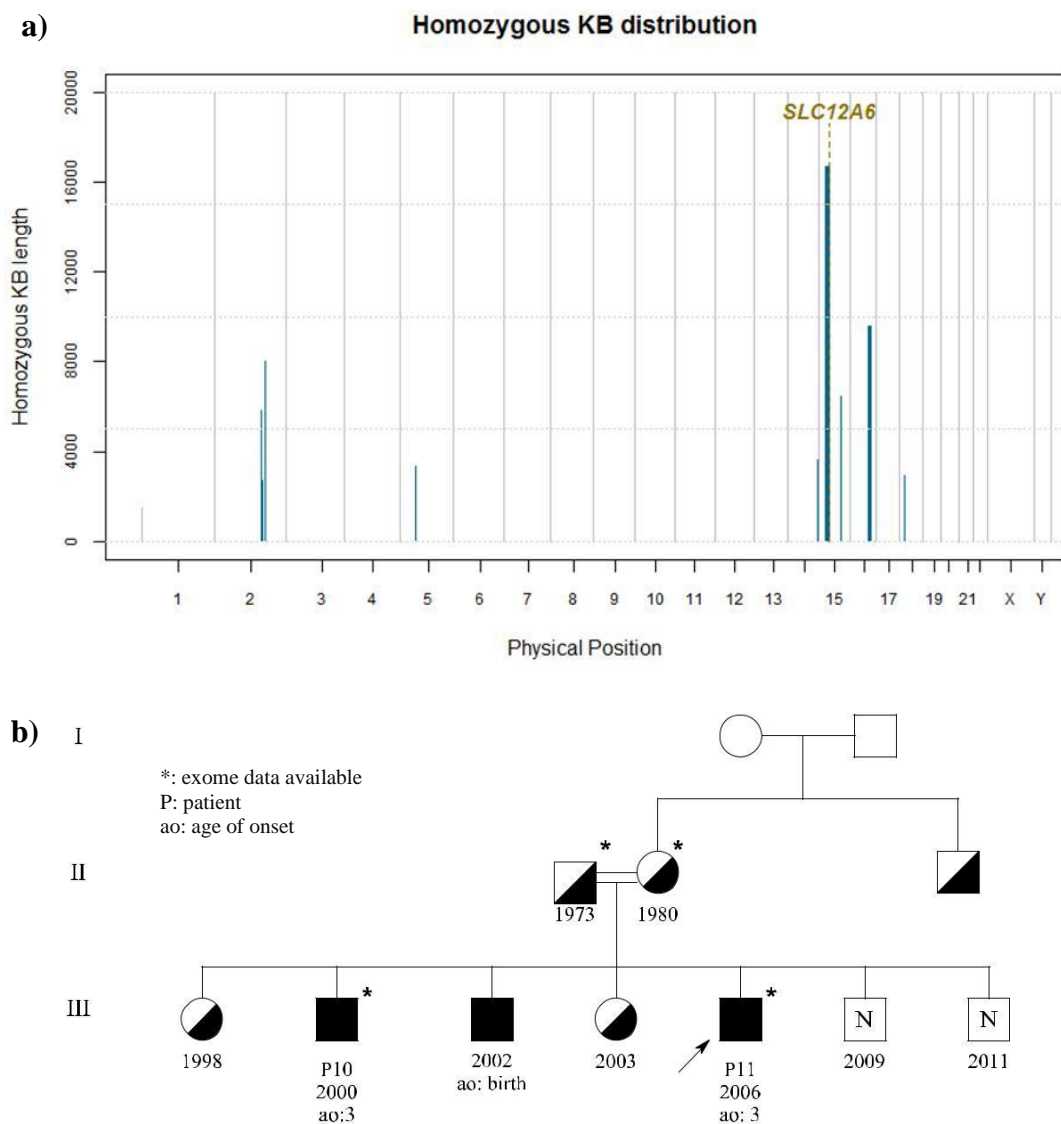 a)
Homozygous KB distribution
Homozygous KB length
20000
16000
12000
8000
4000
0
SLC12A6
1 2 3 4 5 6 7 8 9 10 11 12 13 15 17 19 21 X Y
Physical Position
b)
I
*: exome data available
P: patient
ao: age of onset
II
* *
1973 1980
III
* *
N N
1998 P10 2002 2003 P11 2009 2011
2000 ao: birth 2006
ao:3 ao: 3